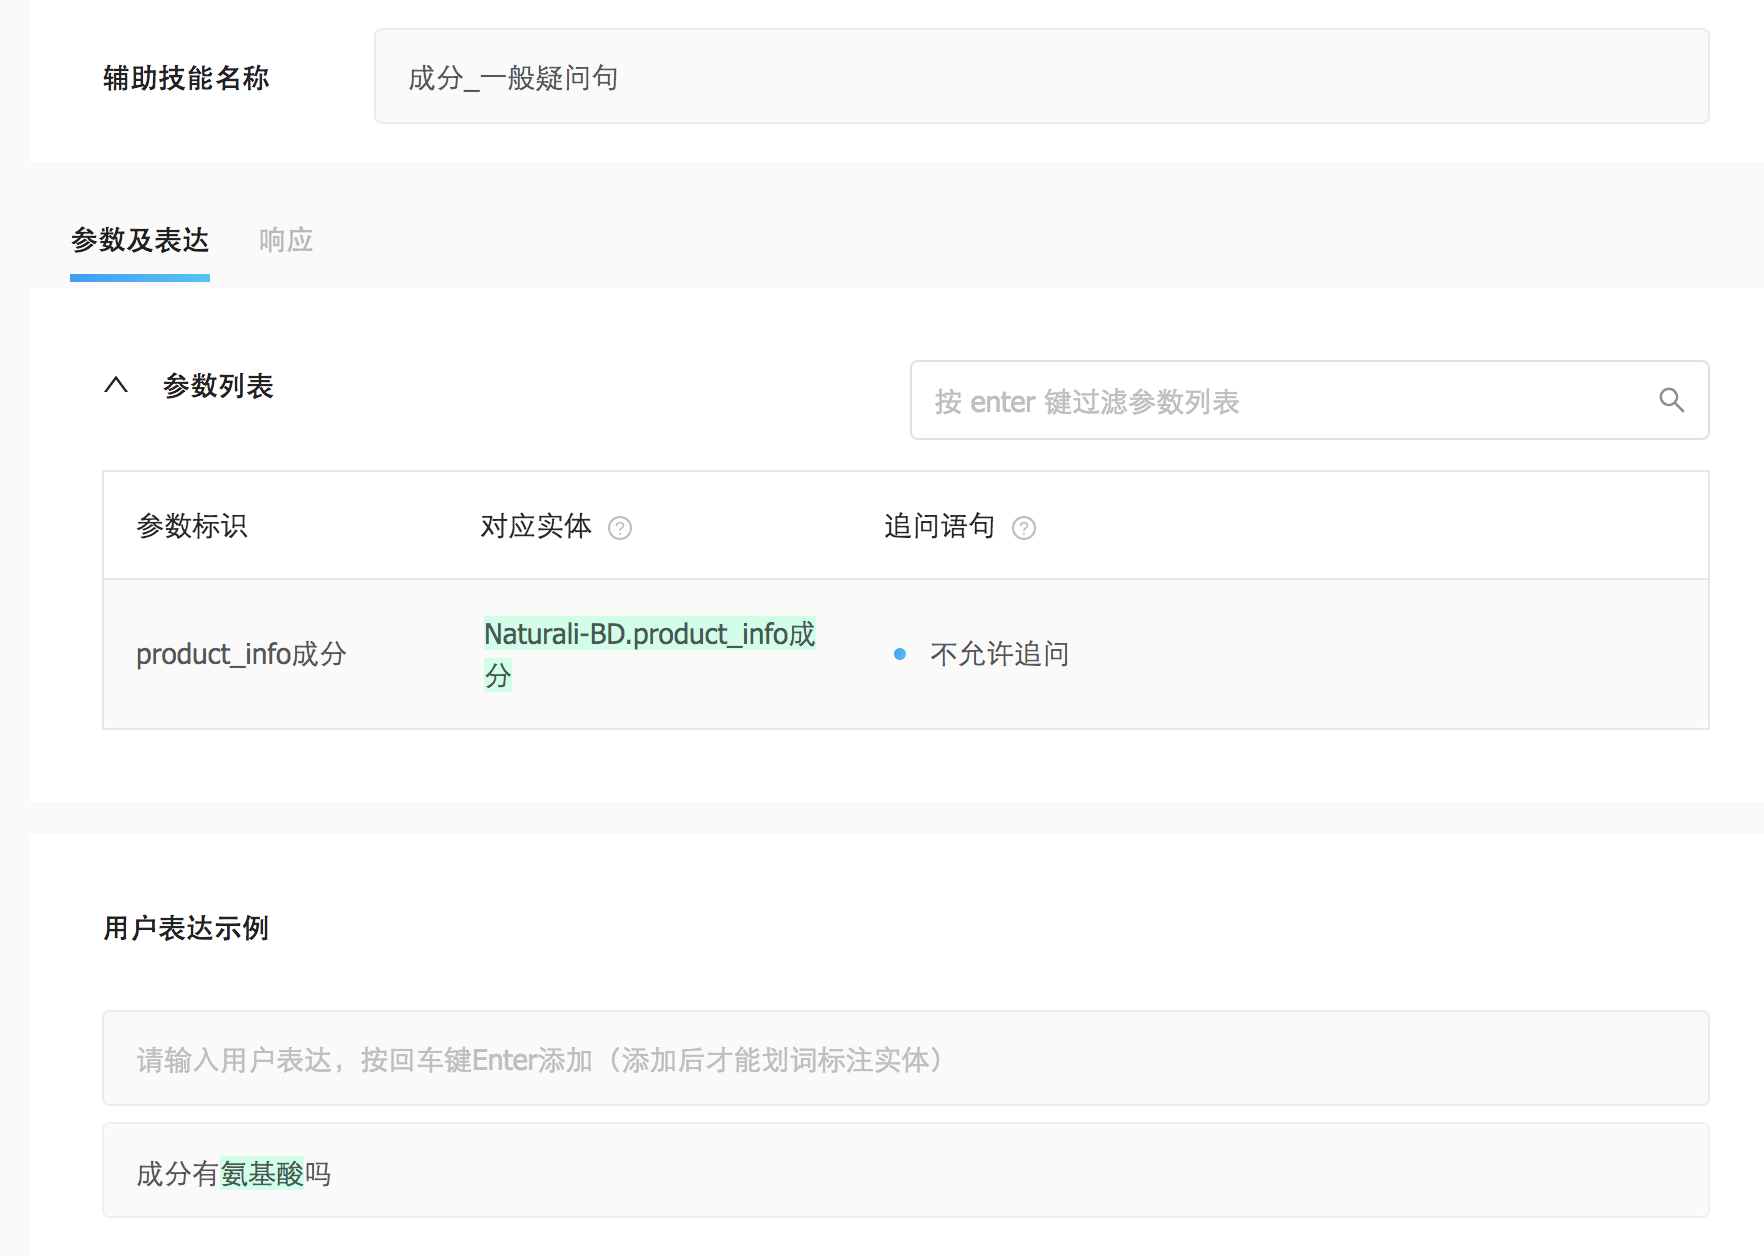 辅助技能名称
成分_一般疑问句
参数及表达
响应
参数列表
按 enter 键过滤参数列表
参数标识
对应实体 ?
追问语句 ?
product_info成分
Naturali-BD.product_info成
分
不允许追问
用户表达示例
请输入用户表达，按回车键Enter添加（添加后才能划词标注实体）
成分有氨基酸吗